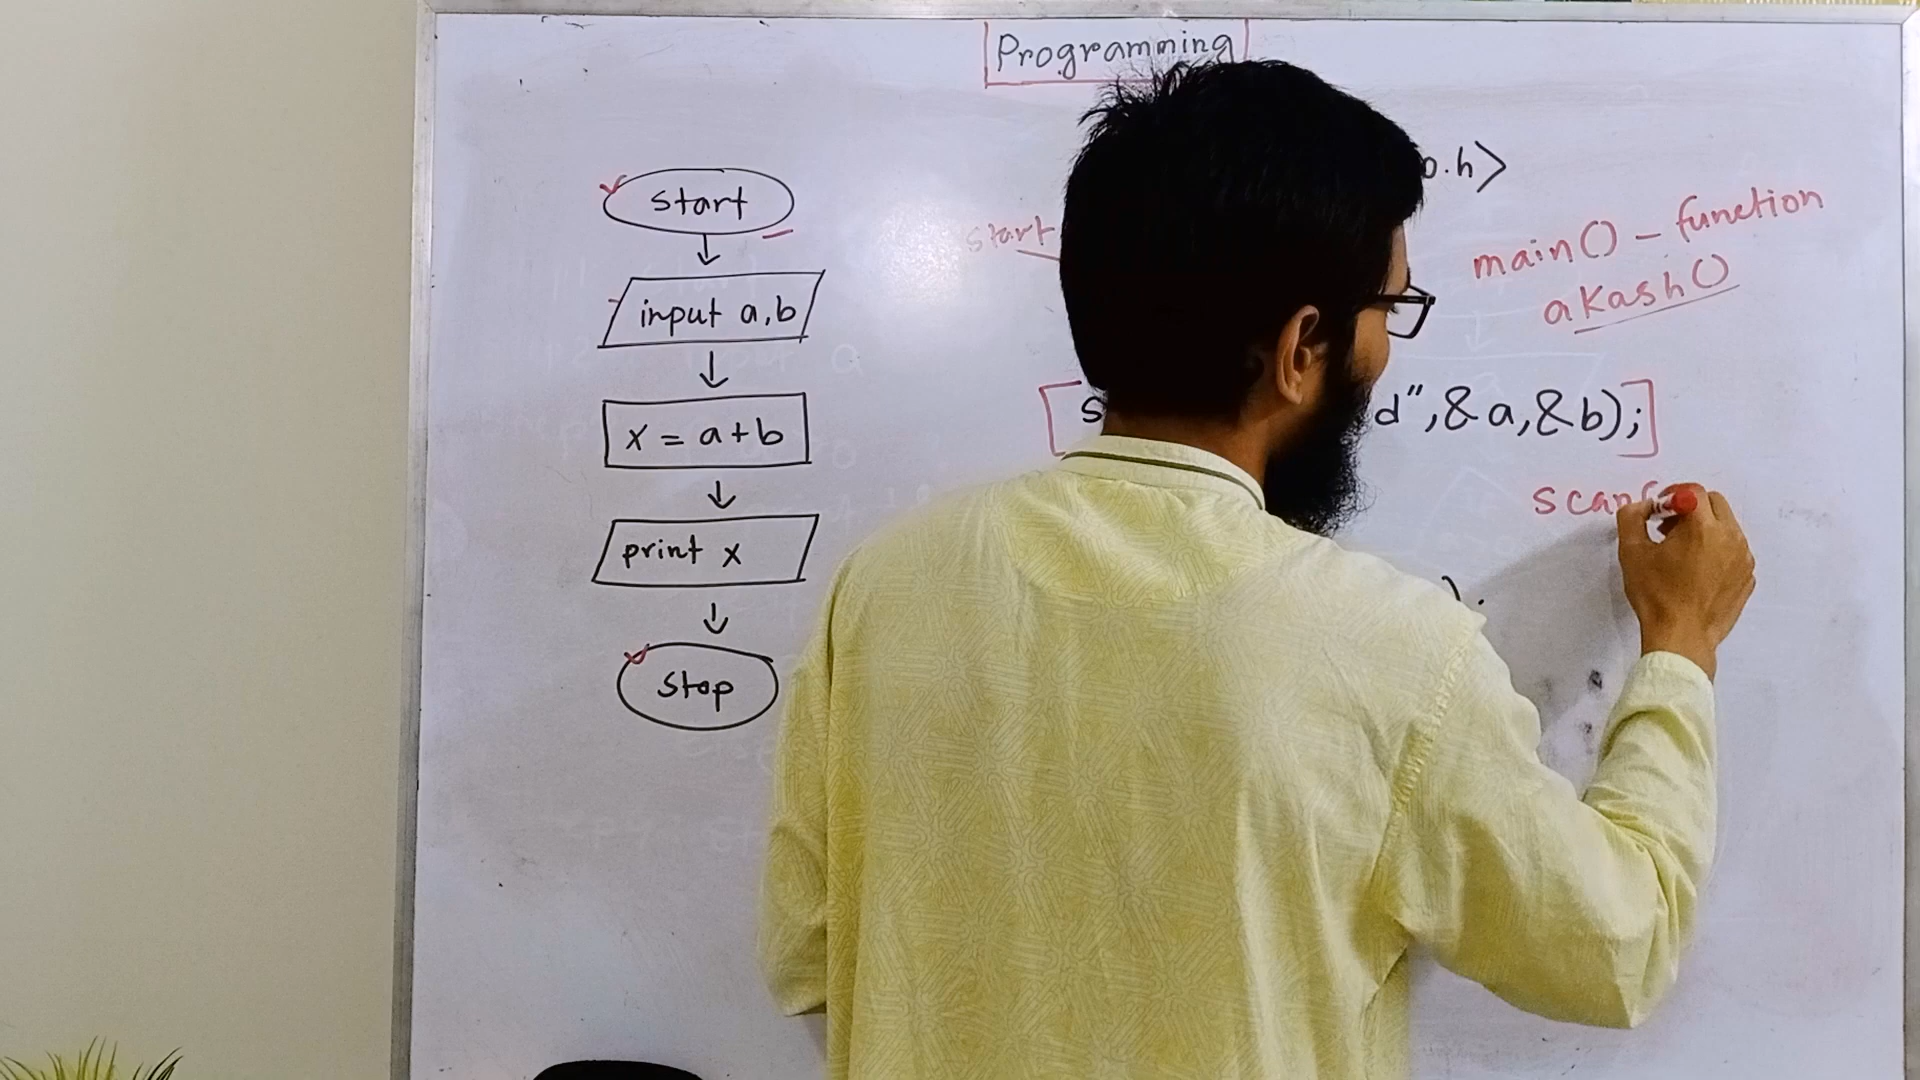 Programming
start
input a,b
x = a+b
print x
stop
o.h>
start
main() - function
akash()
s d",&a,&b);
scanf
).